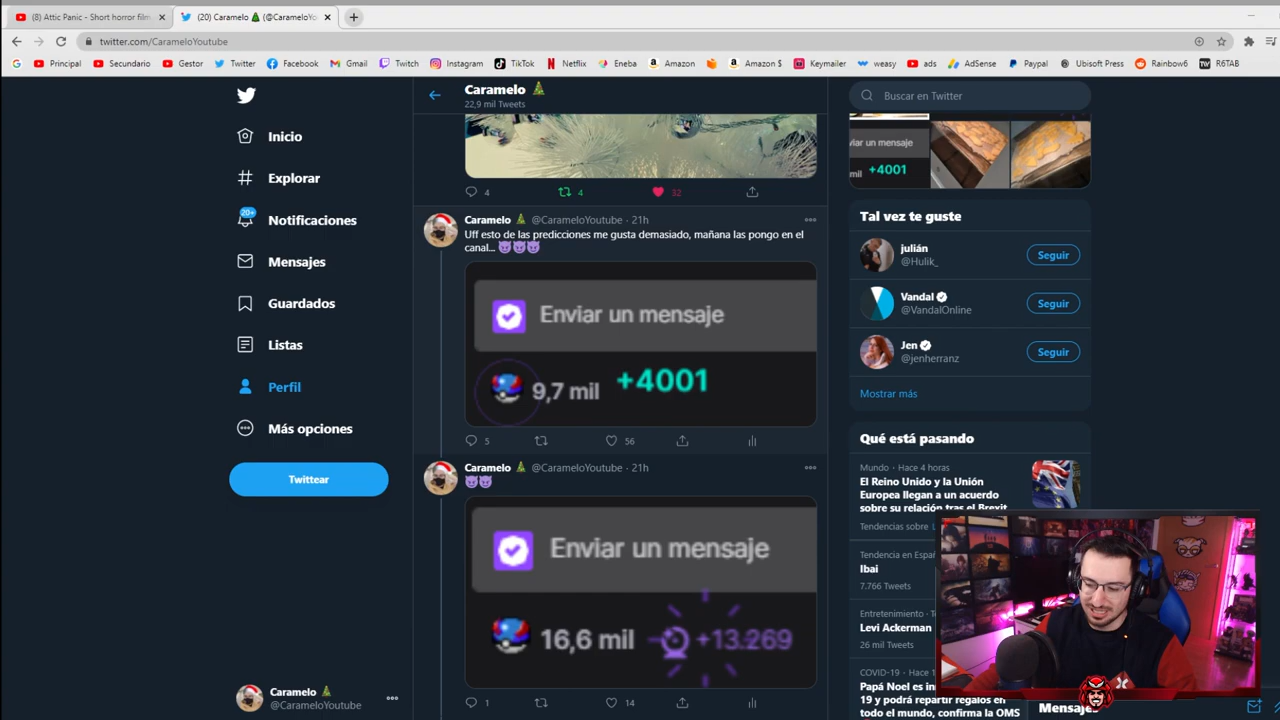 (8) Attic Panic - Short horror film
(20) Caramelo (@CarameloYo
twitter.com/CarameloYoutube
Principal Secundario Gestor Twitter Facebook Gmail Twitch Instagram TikTok Netflix Eneba Amazon Amazon $ Keymailer weasy ads AdSense Paypal Ubisoft Press Rainbow6 R6TAB
Caramelo
22,9 mil Tweets
Buscar en Twitter
Inicio
Explorar
20+
Notificaciones
Mensajes
Guardados
Listas
Perfil
Más opciones
Twittear
Caramelo
@CarameloYoutube
4 4 32
Caramelo @CarameloYoutube · 21h
Uff esto de las predicciones me gusta demasiado, mañana las pongo en el
canal...
Enviar un mensaje
9,7 mil +4001
5 56
Caramelo @CarameloYoutube · 21h
Enviar un mensaje
16,6 mil +13.269
1 14
viar un mensaje
mil +4001
Tal vez te guste
julián
@Hulik_
Seguir
Vandal
@VandalOnline
Seguir
Jen
@jenherranz
Seguir
Mostrar más
Qué está pasando
Mundo · Hace 4 horas
El Reino Unido y la Unión
Europea llegan a un acuerdo
sobre su relación tras el Brexit
Tendencias sobre
Tendencia en Espa
Ibai
7.766 Tweets
Entretenimiento · T
Levi Ackerman
26 mil Tweets
COVID-19 · Hace 1
Papá Noel es in
19 y podrá repartir regalos en
todo el mundo, confirma la OMS
Mensaje